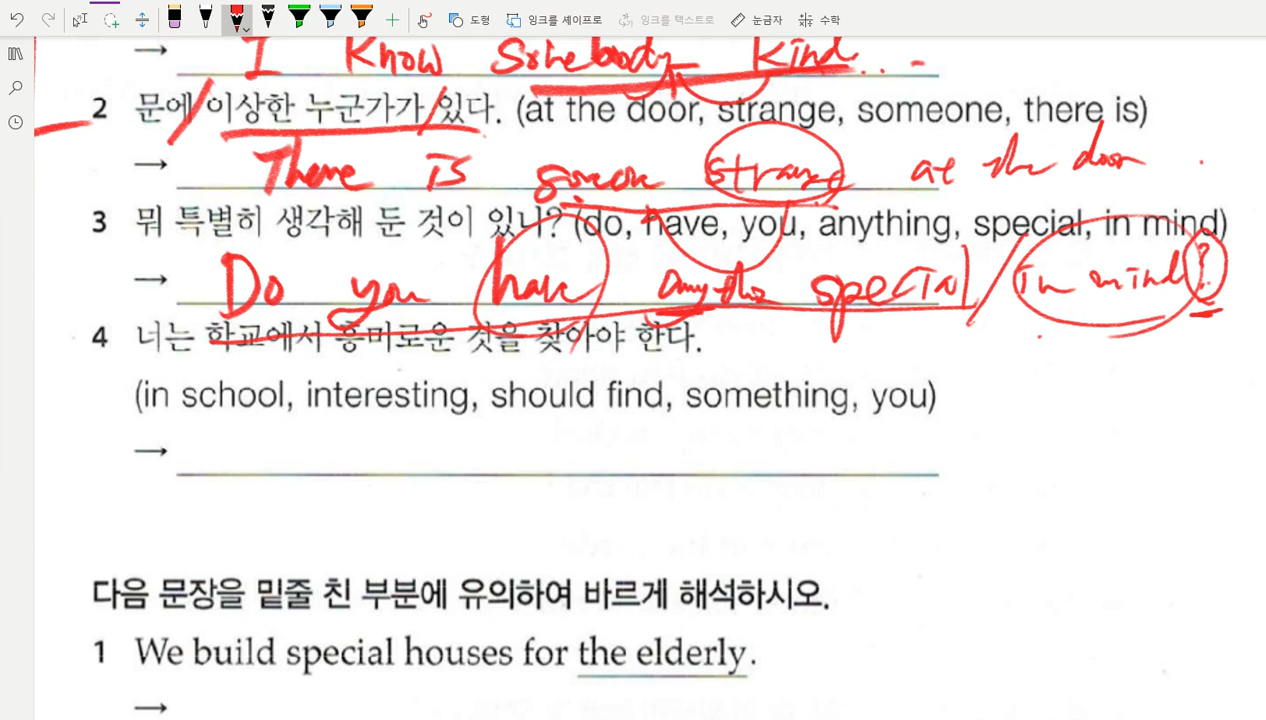 도형 잉크를 셰이프로 잉크를 텍스트로 눈금자 수학
→ I know somebody kind...
2 문에 이상한 누군가가 있다. (at the door, strange, someone, there is)
→ There is someone strange at the door.
3 뭐 특별히 생각해 둔 것이 있니? (do, have, you, anything, special, in mind)
→ Do you have anything special in mind?
4 너는 학교에서 흥미로운 것을 찾아야 한다.
(in school, interesting, should find, something, you)
→
다음 문장을 밑줄 친 부분에 유의하여 바르게 해석하시오.
1 We build special houses for the elderly.
→